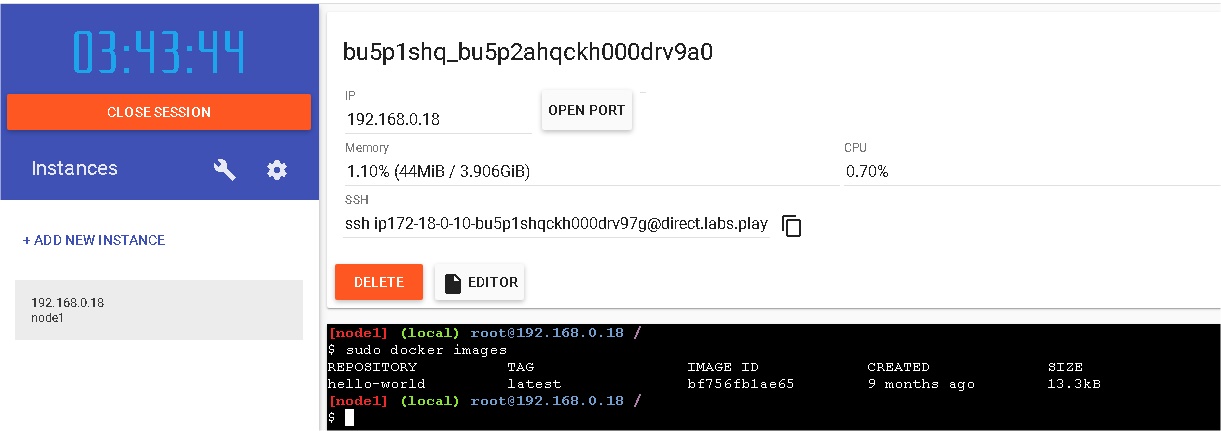 03:43:44
CLOSE SESSION
Instances
+ ADD NEW INSTANCE
192.168.0.18
node1
bu5p1shq_bu5p2ahqckh000drv9a0
IP
192.168.0.18
OPEN PORT
Memory
1.10% (44MiB / 3.906GiB)
CPU
0.70%
SSH
ssh ip172-18-0-10-bu5p1shqckh000drv97g@direct.labs.play
DELETE
EDITOR
[node1] (local) root@192.168.0.18 /
$ sudo docker images
REPOSITORY TAG IMAGE ID CREATED SIZE
hello-world latest bf756fb1ae65 9 months ago 13.3kB
[node1] (local) root@192.168.0.18 /
$